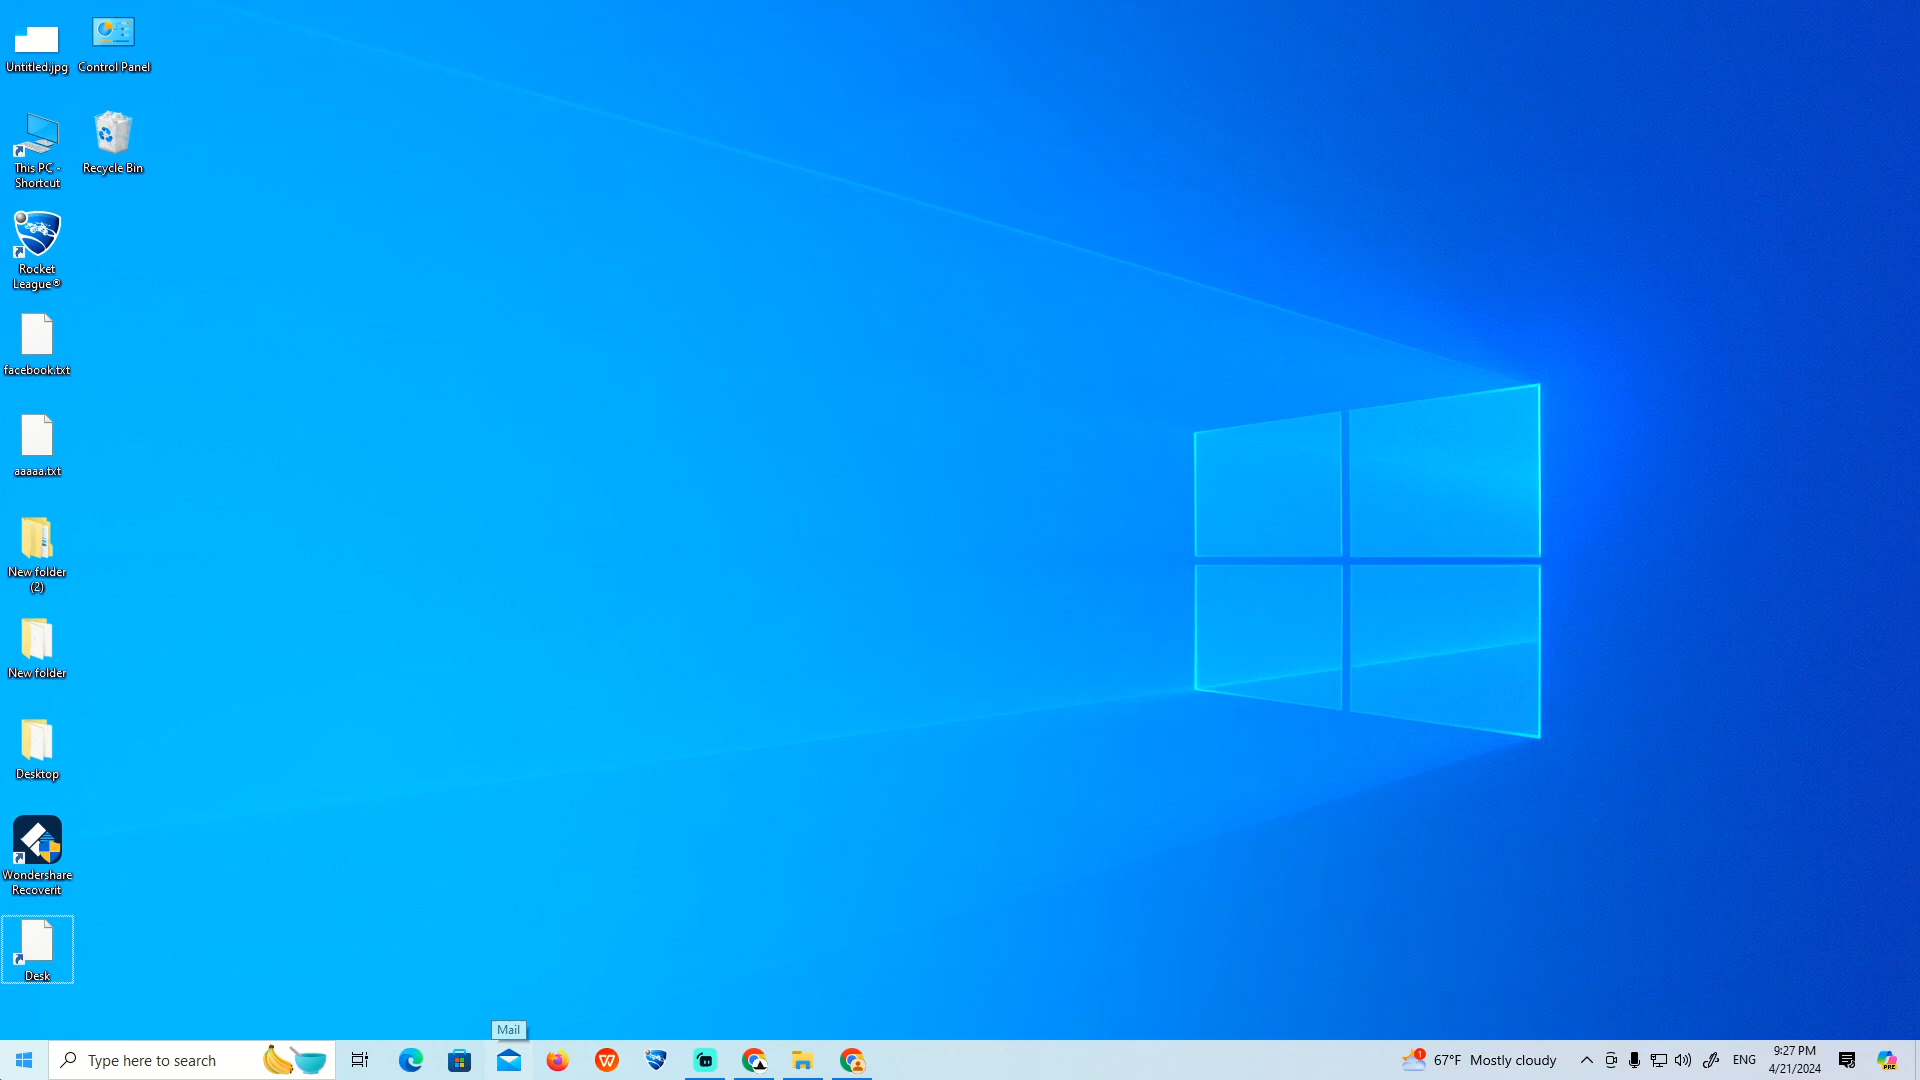 Untitled.jpg
Control Panel
This PC -
Shortcut
Recycle Bin
Rocket
League®
facebook.txt
aaaaa.txt
New folder
(2)
New folder
Desktop
Wondershare
Recoverit
Desk
Mail
Type here to search
W
1
67°F Mostly cloudy
ENG
9:27 PM
4/21/2024
PRE